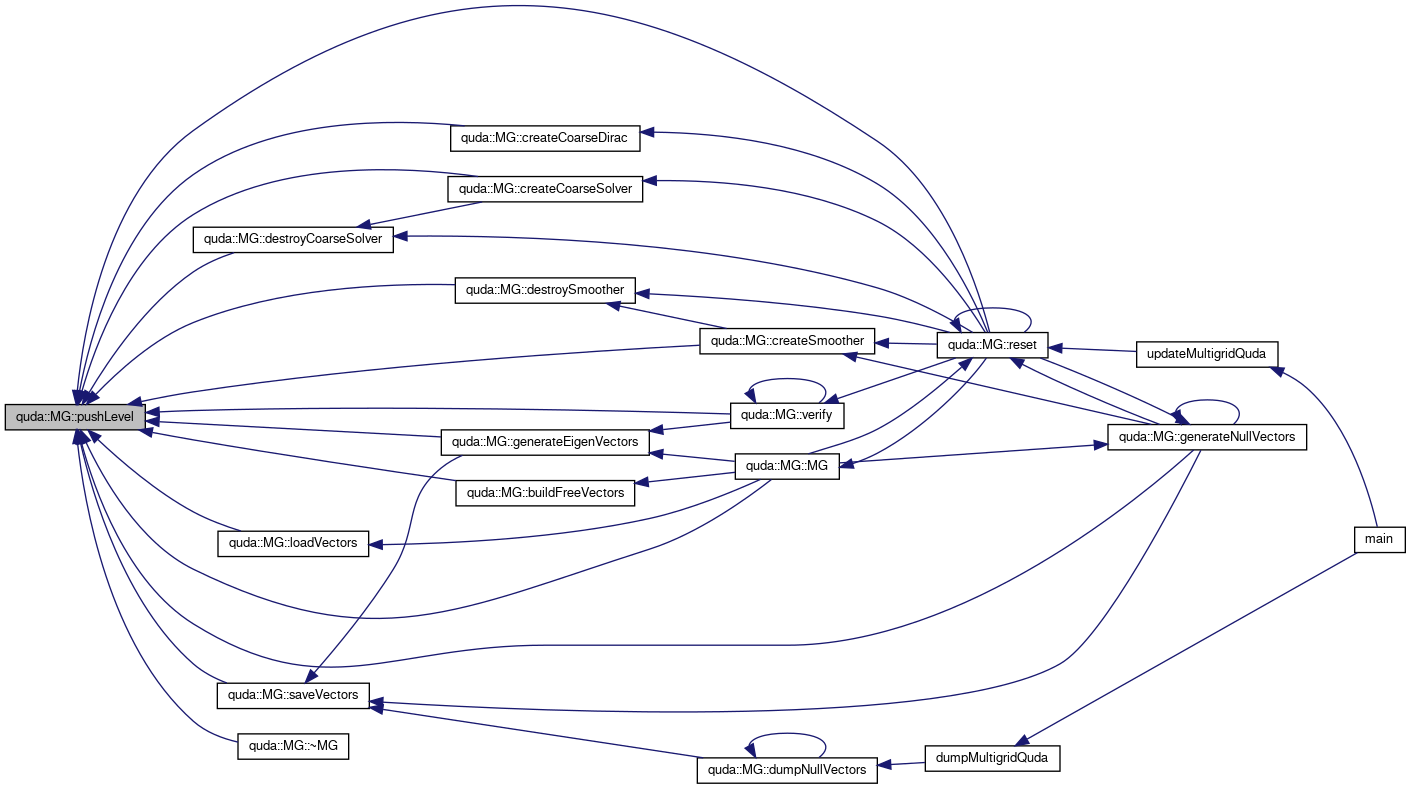 quda::MG::createCoarseDirac
quda::MG::createCoarseSolver
quda::MG::destroyCoarseSolver
quda::MG::destroySmoother
quda::MG::createSmoother
quda::MG::reset
updateMultigridQuda
quda::MG::pushLevel
quda::MG::verify
quda::MG::generateEigenVectors
quda::MG::generateNullVectors
quda::MG::MG
quda::MG::buildFreeVectors
quda::MG::loadVectors
main
quda::MG::saveVectors
quda::MG::~MG
dumpMultigridQuda
quda::MG::dumpNullVectors